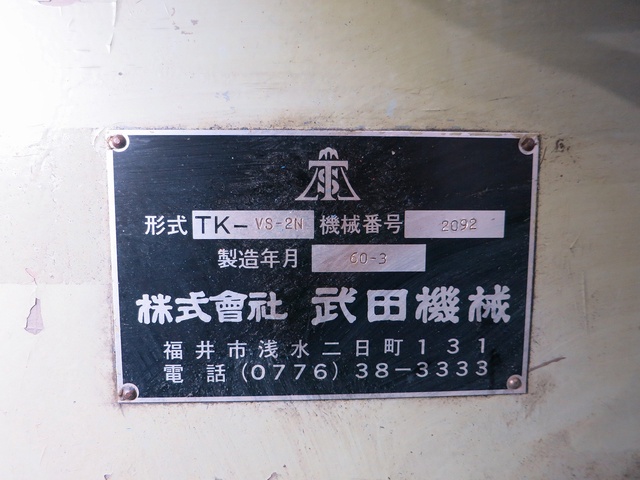 形式 TK- VS-2N 機械番号 2092
製造年月 60-3
株式會社 武田機械
福井市浅水二日町131
電話(0776)38-3333